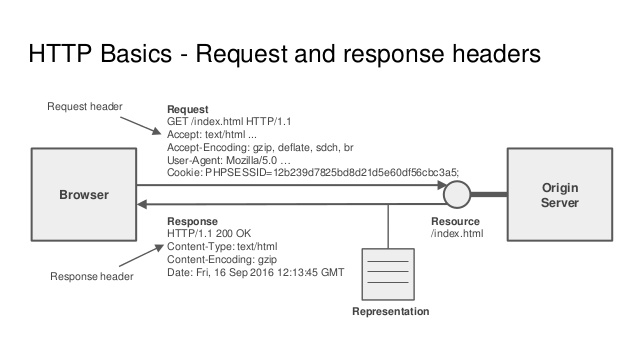 HTTP Basics - Request and response headers
Request header
Request
GET /index.html HTTP/1.1
Accept: text/html ...
Accept-Encoding: gzip, deflate, sdch, br
User-Agent: Mozilla/5.0 ...
Cookie: PHPSESSID=12b239d7825bd8d21d5e60df56cbc3a5;
Browser
Origin
Server
Response
HTTP/1.1 200 OK
Content-Type: text/html
Content-Encoding: gzip
Date: Fri, 16 Sep 2016 12:13:45 GMT
Resource
/index.html
Response header
Representation